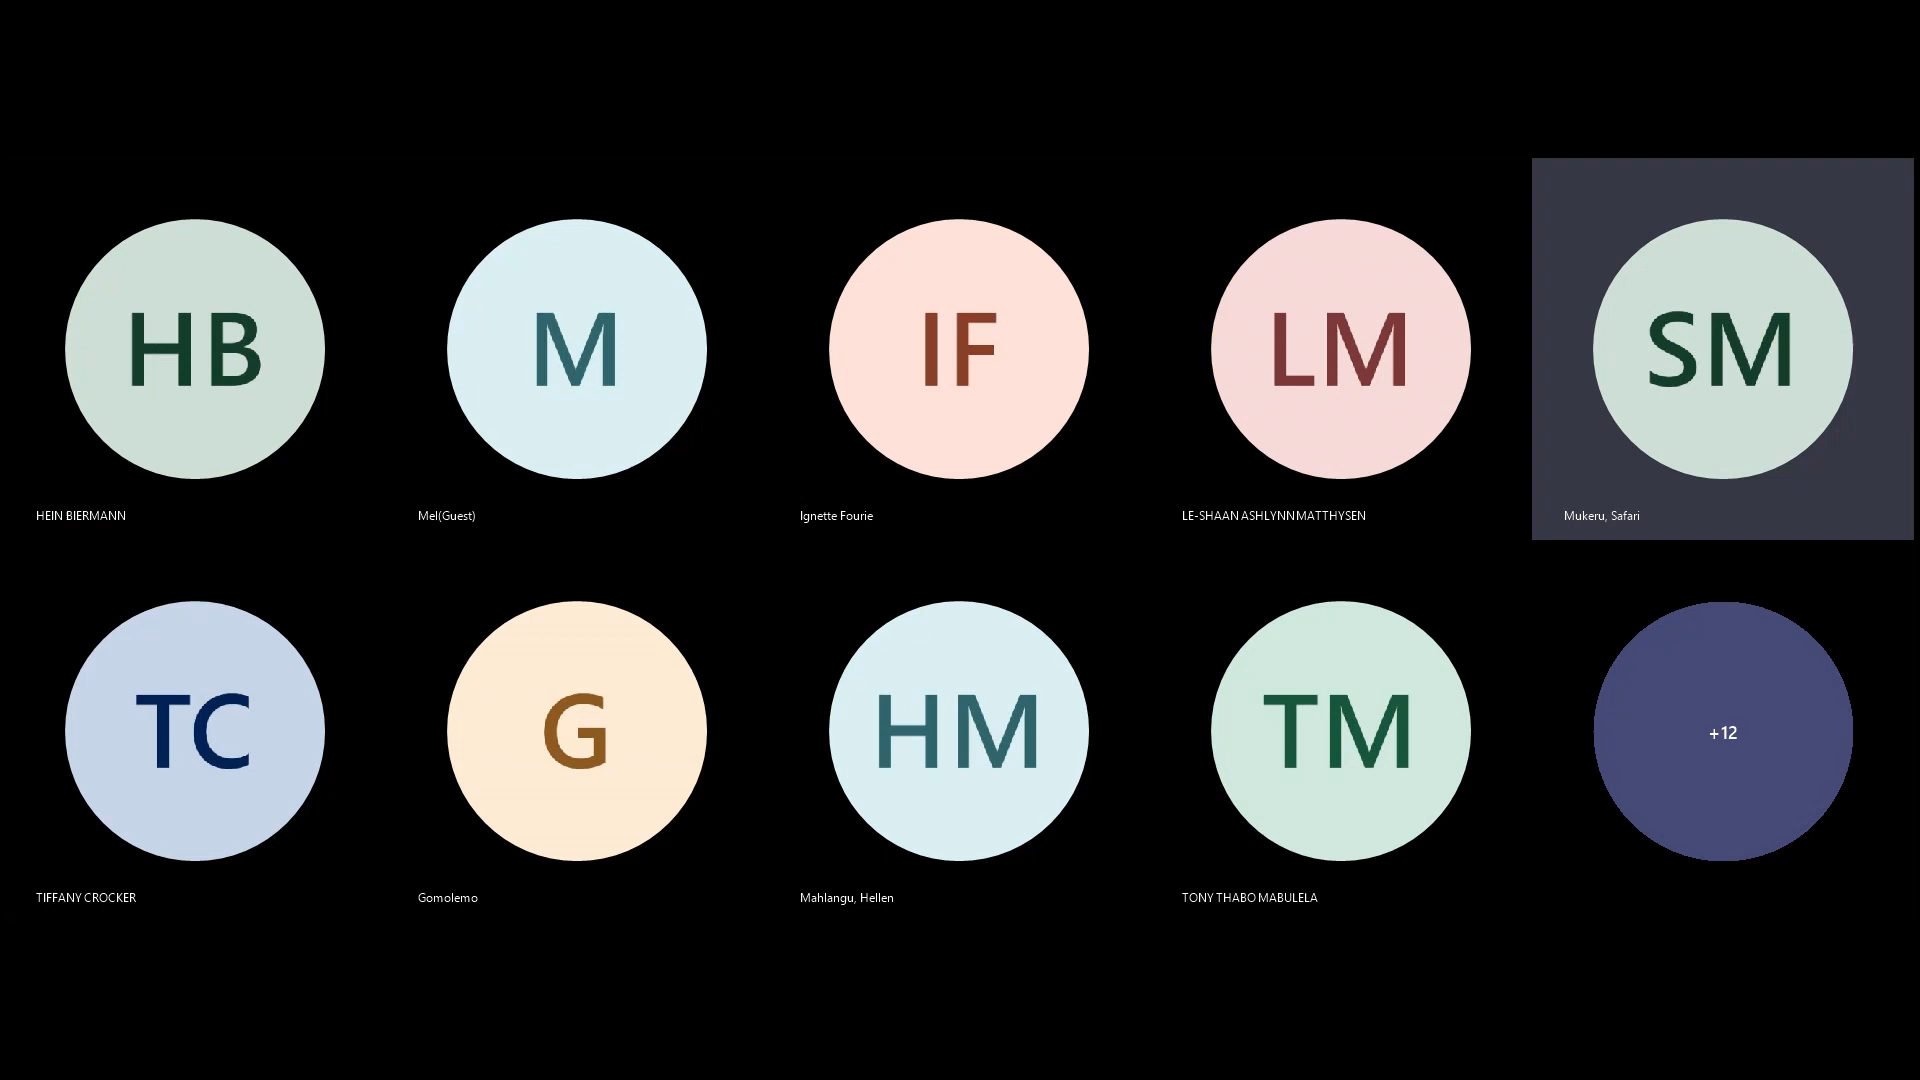 HB
M
IF
LM
SM
HEIN BIERMANN
Mel(Guest)
Ignette Fourie
LE-SHAAN ASHLYNN MATTHYSEN
Mukeru, Safari
TC
G
HM
TM
+12
TIFFANY CROCKER
Gomolemo
Mahlangu, Hellen
TONY THABO MABULELA